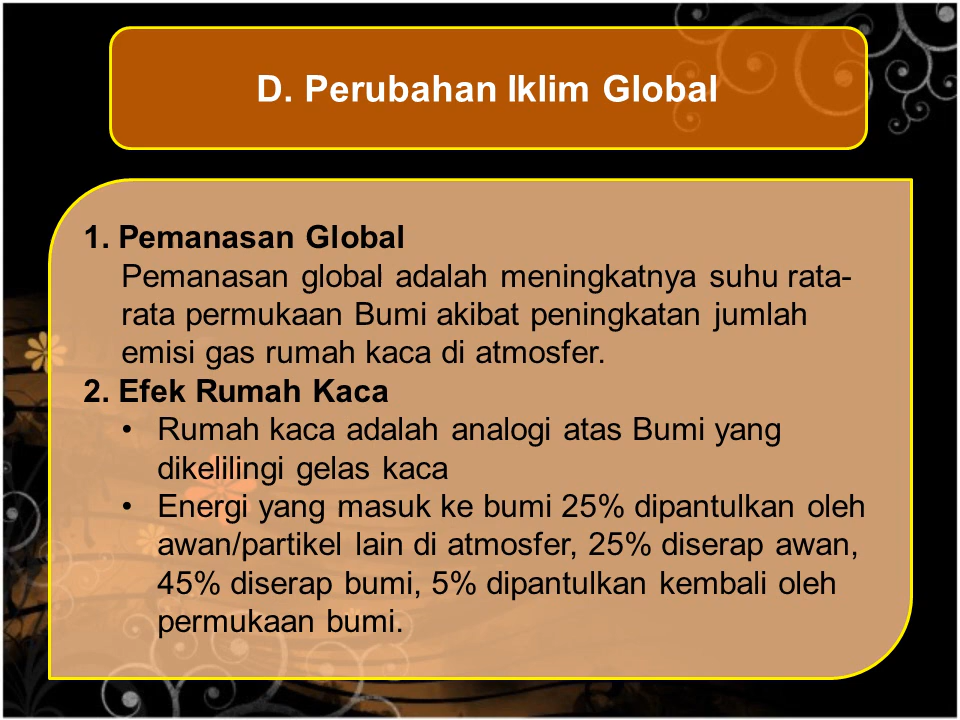 D. Perubahan Iklim Global
1. Pemanasan Global
Pemanasan global adalah meningkatnya suhu rata-
rata permukaan Bumi akibat peningkatan jumlah
emisi gas rumah kaca di atmosfer.
2. Efek Rumah Kaca
• Rumah kaca adalah analogi atas Bumi yang
dikelilingi gelas kaca
• Energi yang masuk ke bumi 25% dipantulkan oleh
awan/partikel lain di atmosfer, 25% diserap awan,
45% diserap bumi, 5% dipantulkan kembali oleh
permukaan bumi.